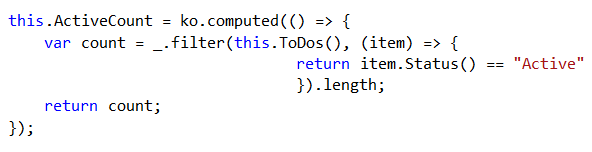 this.ActiveCount = ko.computed(() => {
    var count = _.filter(this.ToDos(), (item) => {
                                return item.Status() == "Active"
                                }).length;
    return count;
});